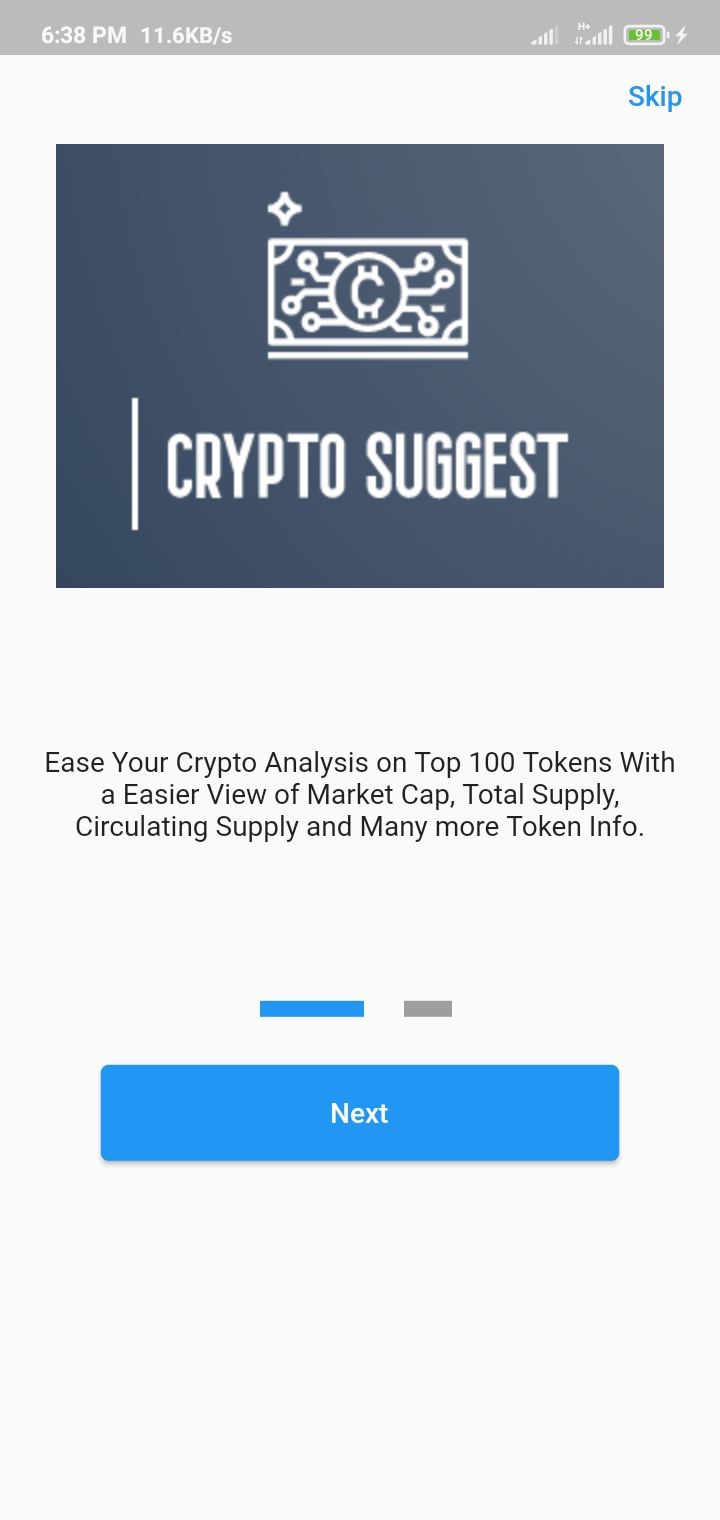 6:38 PM 11.6KB/s H+ 99
Skip
CRYPTO SUGGEST
Ease Your Crypto Analysis on Top 100 Tokens With
a Easier View of Market Cap, Total Supply,
Circulating Supply and Many more Token Info.
Next